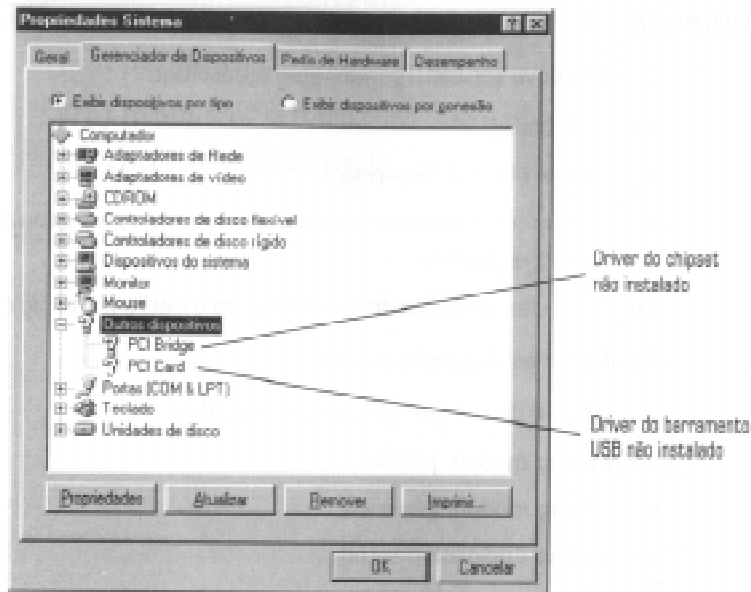 Propriedades Sistema
Geral
Gerenciador de Dispositivos
Perfis de Hardware
Desempenho
Exibir dispositivos por tipo
Exibir dispositivos por conexão
Computador
Adaptadores de Rede
Adaptadores de vídeo
CDROM
Controladores de disco flexível
Controladores de disco rígido
Dispositivos do sistema
Monitor
Mouse
Outros dispositivos
PCI Bridge
PCI Card
Portas (COM & LPT)
Teclado
Unidades de disco
Driver do chipset
não instalado
Driver do barramento
USB não instalado
Propriedades
Atualizar
Remover
Imprimir...
OK
Cancelar